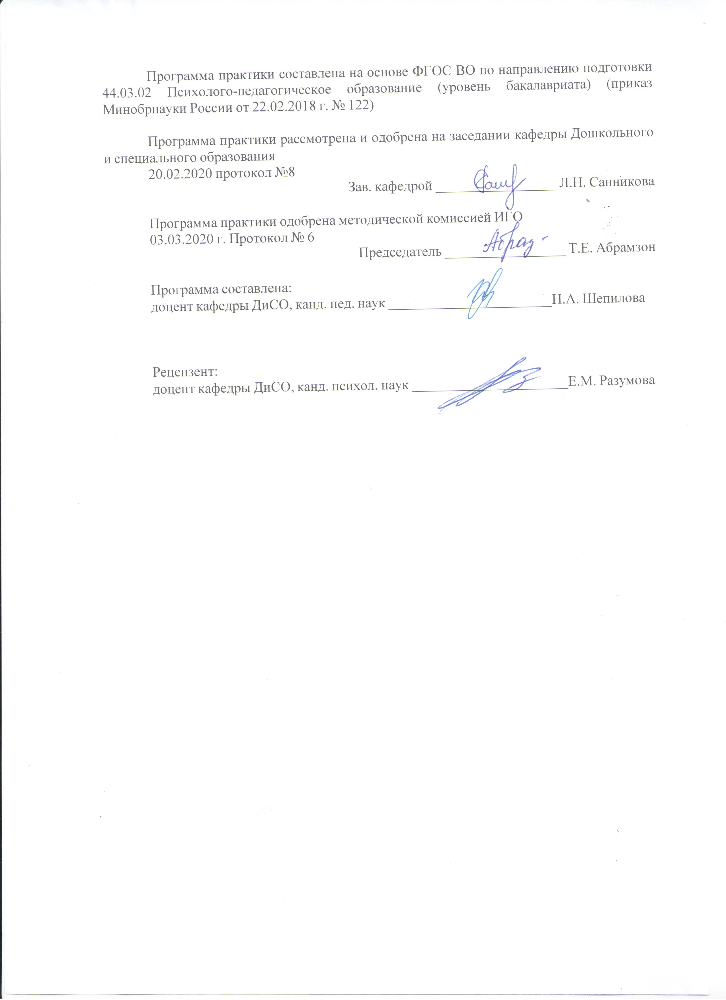 Программа практики составлена на основе ФГОС ВО по направлению подготовки
44.03.02 Психолого-педагогическое образование (уровень бакалавриата) (приказ
Минобрнауки России от 22.02.2018 г. № 122)
Программа практики рассмотрена и одобрена на заседании кафедры Дошкольного
и специального образования
20.02.2020 протокол №8
Зав. кафедрой ____________________ Л.Н. Санникова
Программа практики одобрена методической комиссией ИГО
03.03.2020 г. Протокол № 6
Председатель ____________________ Т.Е. Абрамзон
Программа составлена:
доцент кафедры ДиСО, канд. пед. наук ___________________________Н.А. Шепилова
Рецензент:
доцент кафедры ДиСО, канд. психол. наук __________________________Е.М. Разумова